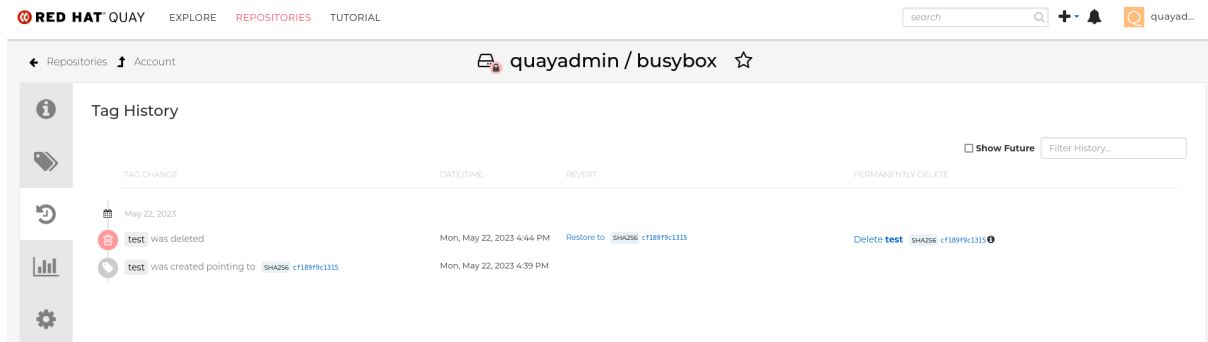 RED HAT QUAY EXPLORE REPOSITORIES TUTORIAL search quayad...
Repositories Account quayadmin / busybox
Tag History
Show Future Filter History...
TAG CHANGE DATE/TIME REVERT PERMANENTLY DELETE
May 22, 2023
test was deleted Mon, May 22, 2023 4:44 PM Restore to SHA256 cf189f9c1315 Delete test SHA256 cf189f9c1315
test was created pointing to SHA256 cf189f9c1315 Mon, May 22, 2023 4:39 PM